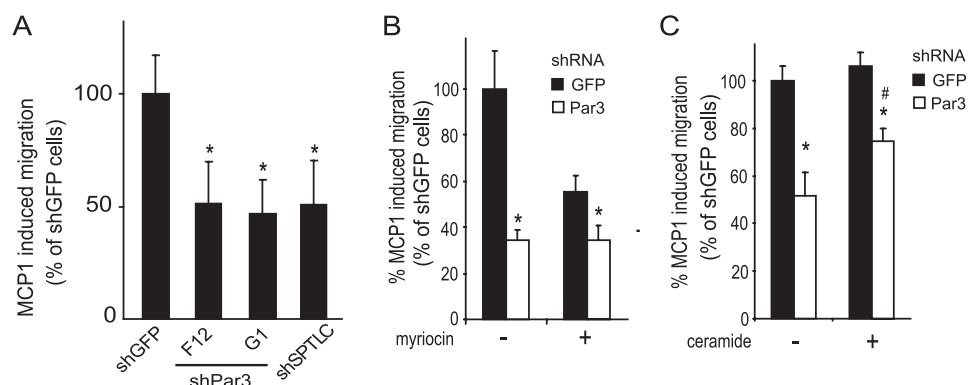 A
MCP1 induced migration
(% of shGFP cells)
100
50
0
*
*
*
shGFP
F12
G1
shSPTLC
shPar3
B
% MCP1 induced migration
(% of shGFP cells)
100
80
60
40
20
0
shRNA
GFP
Par3
*
*
-
myriocin
-
+
C
% MCP1 induced migration
(% of shGFP cells)
100
80
60
40
20
0
shRNA
GFP
Par3
*
#
*
ceramide
-
+